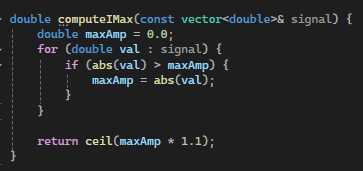 double computeIMax(const vector<double>& signal) {
    double maxAmp = 0.0;
    for (double val : signal) {
        if (abs(val) > maxAmp) {
            maxAmp = abs(val);
        }
    }

    return ceil(maxAmp * 1.1);
}